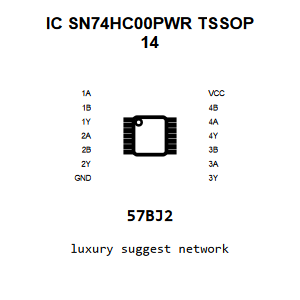 IC SN74HC00PWR TSSOP
14
1A VCC
1B 4B
1Y 4A
2A 4Y
2B 3B
2Y 3A
GND 3Y
57BJ2
luxury suggest network